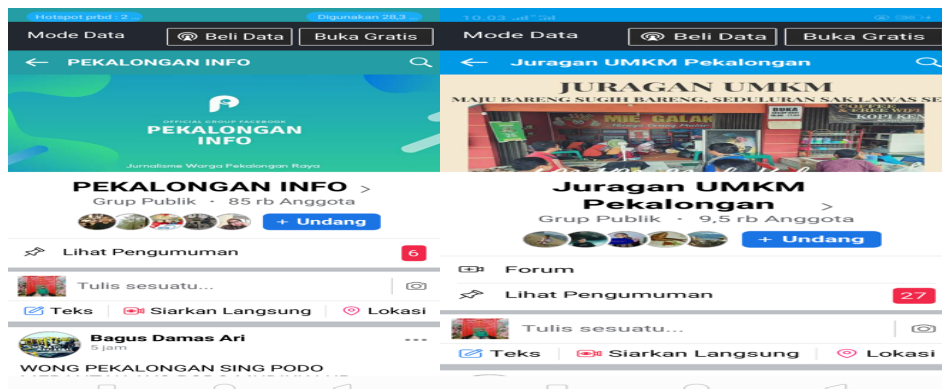 Hotspot prbd : 2 ...
Digunakan 28,3 ...
Mode Data
Beli Data
Buka Gratis
PEKALONGAN INFO
OFFICIAL GROUP FACEBOOK
PEKALONGAN
INFO
Jurnalisme Warga Pekalongan Raya
PEKALONGAN INFO >
Grup Publik · 85 rb Anggota
+ Undang
Lihat Pengumuman
6
Tulis sesuatu...
Teks
Siarkan Langsung
Lokasi
Bagus Damas Ari
5 jam
WONG PEKALONGAN SING PODO
10.03
Mode Data
Beli Data
Buka Gratis
Juragan UMKM Pekalongan
JURAGAN UMKM
MAJU BARENG SUGIH BARENG, SEDULURAN
BUKA
COFFEE
& FREE WIFI
KOPI KEN
MIE GALAK
Juragan UMKM
Pekalongan >
Grup Publik · 9,5 rb Anggota
+ Undang
Forum
Lihat Pengumuman
27
Tulis sesuatu...
Teks
Siarkan Langsung
Lokasi